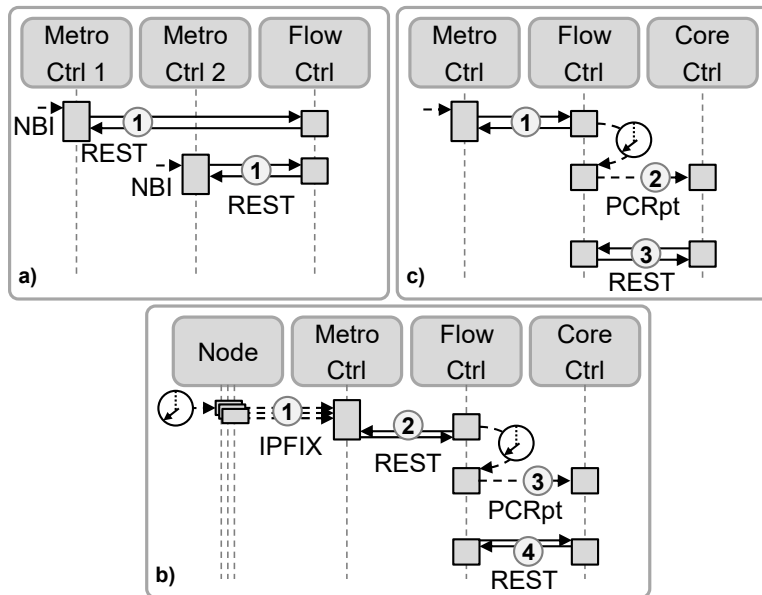 Metro
Ctrl 1
Metro
Ctrl 2
Flow
Ctrl
NBI
1
REST
NBI
1
REST
a)
Metro
Ctrl
Flow
Ctrl
Core
Ctrl
1
2
PCRpt
3
REST
c)
Node
Metro
Ctrl
Flow
Ctrl
Core
Ctrl
1
IPFIX
2
REST
3
PCRpt
4
REST
b)